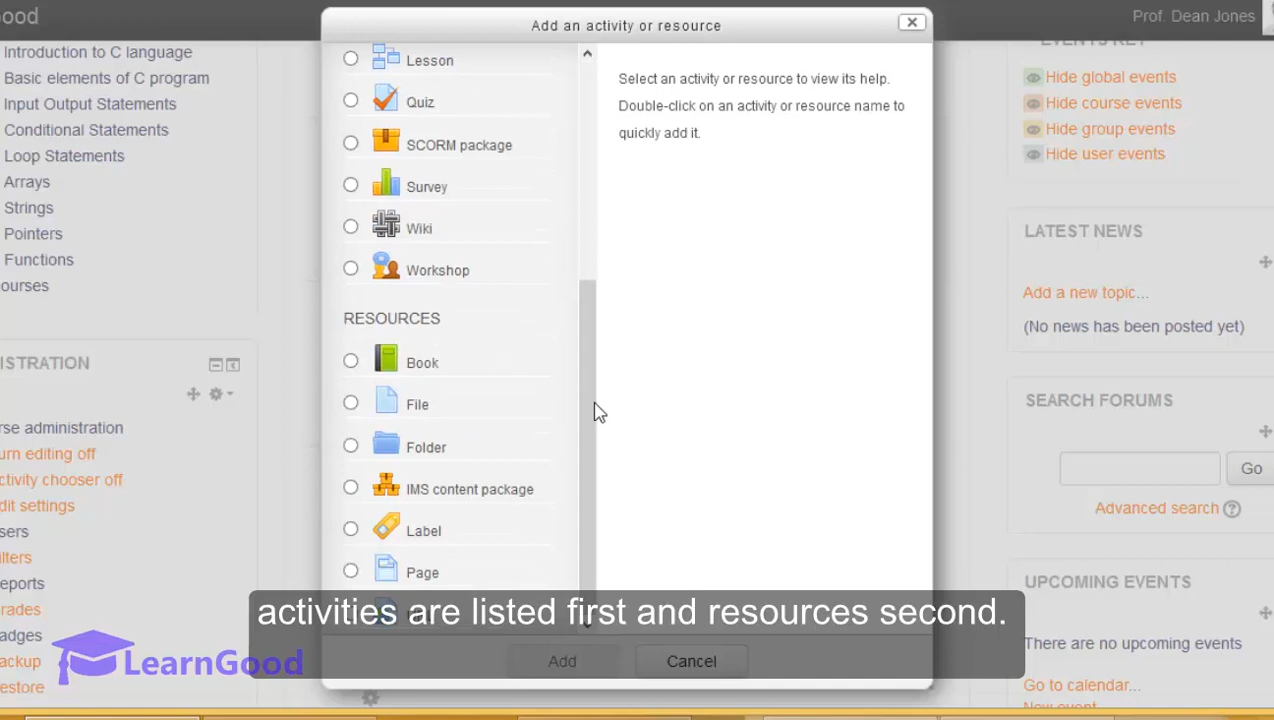 ood
Add an activity or resource
Prof. Dean Jones
Introduction to C language
Basic elements of C program
Input Output Statements
Conditional Statements
Loop Statements
Arrays
Strings
Pointers
Functions
ourses
ISTRATION
rse administration
urn editing off
ctivity chooser off
dit settings
sers
ilters
eports
rades
adges
ackup
estore
Lesson
Quiz
SCORM package
Survey
Wiki
Workshop
RESOURCES
Book
File
Folder
IMS content package
Label
Page
Select an activity or resource to view its help.
Double-click on an activity or resource name to
quickly add it.
Add
Cancel
EVENTS KEY
Hide global events
Hide course events
Hide group events
Hide user events
LATEST NEWS
Add a new topic...
(No news has been posted yet)
SEARCH FORUMS
Go
Advanced search
UPCOMING EVENTS
There are no upcoming events
Go to calendar...
New event
activities are listed first and resources second.
LearnGood